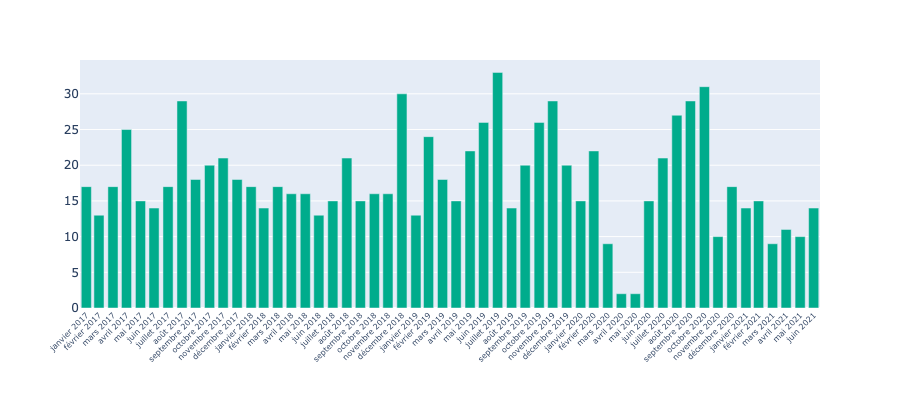 30
25
20
15
10
5
0
janvier 2017
février 2017
mars 2017
avril 2017
mai 2017
juin 2017
juillet 2017
août 2017
septembre 2017
octobre 2017
novembre 2017
décembre 2017
janvier 2018
février 2018
mars 2018
avril 2018
mai 2018
juin 2018
juillet 2018
août 2018
septembre 2018
octobre 2018
novembre 2018
décembre 2018
janvier 2019
février 2019
mars 2019
avril 2019
mai 2019
juin 2019
juillet 2019
août 2019
septembre 2019
octobre 2019
novembre 2019
décembre 2019
janvier 2020
février 2020
mars 2020
avril 2020
mai 2020
juin 2020
juillet 2020
août 2020
septembre 2020
octobre 2020
novembre 2020
décembre 2020
janvier 2021
février 2021
mars 2021
avril 2021
mai 2021
juin 2021